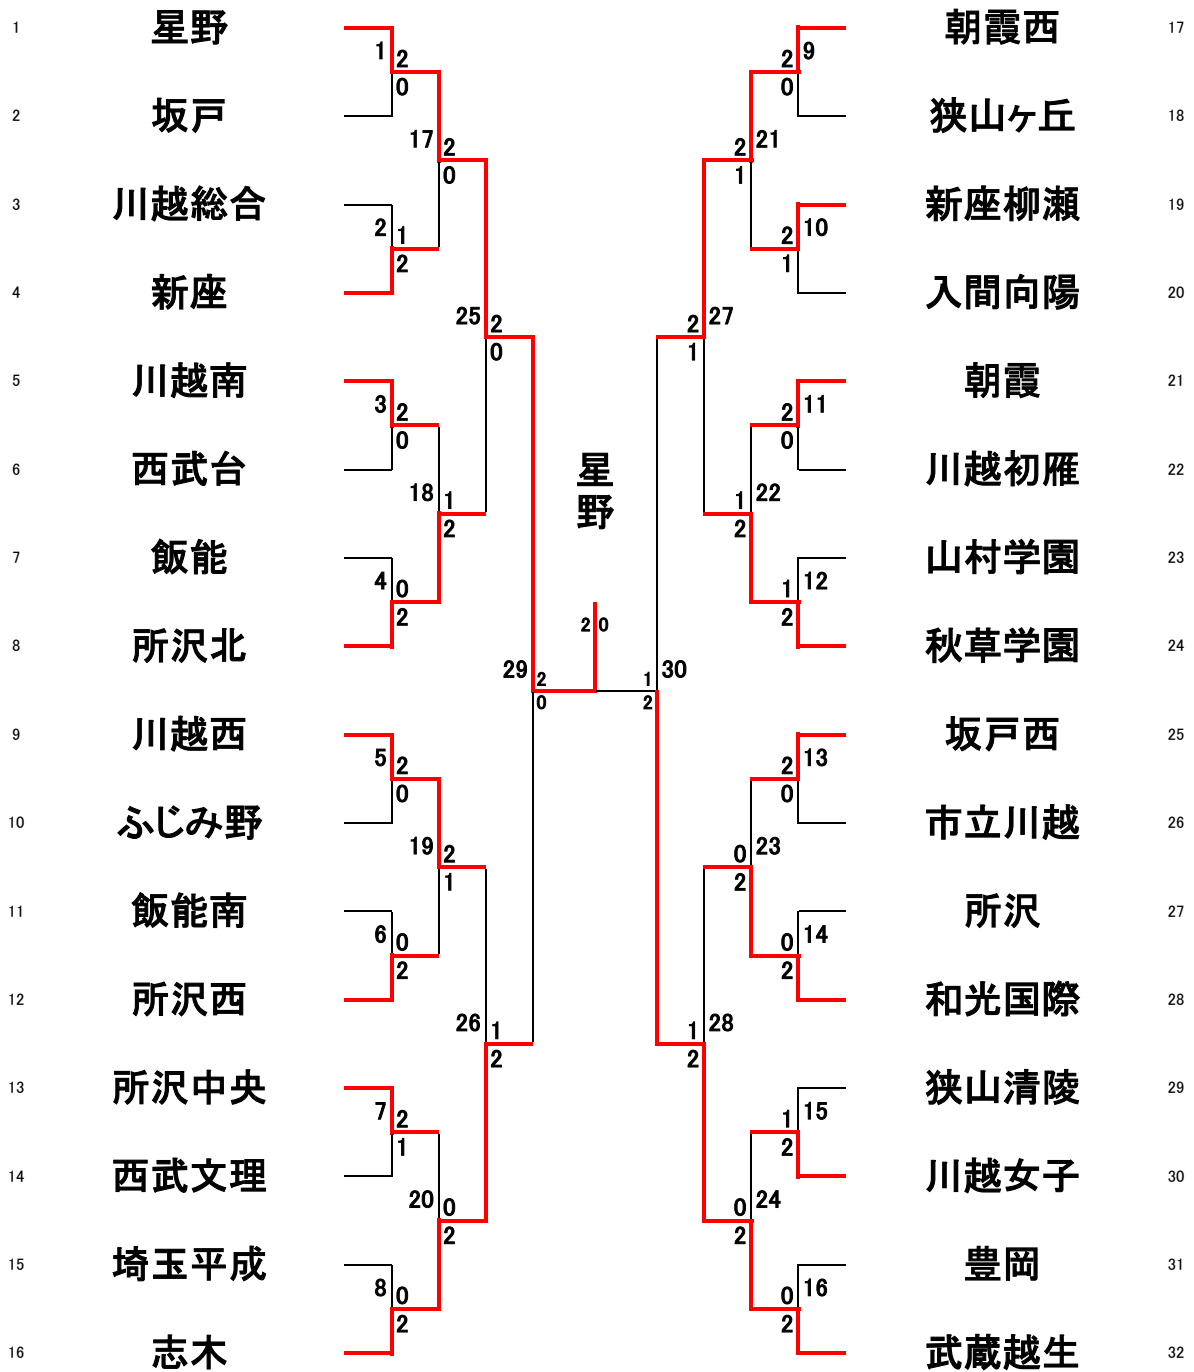 1 星野 朝霞西 17
1 2 2 9
0 0
2 坂戸 狭山ヶ丘 18
17 2 2 21
0 1
3 川越総合 新座柳瀬 19
2 1 2 10
2 1
4 新座 入間向陽 20
25 2 2 27
0 1
5 川越南 朝霞 21
3 2 2 11
0 0
6 西武台 川越初雁 22
星野
18 1 1 22
2 2
7 飯能 山村学園 23
4 0 1 12
2 2
2 0
8 所沢北 秋草学園 24
29 2 1 30
0 2
9 川越西 坂戸西 25
5 2 2 13
0 0
10 ふじみ野 市立川越 26
19 2 0 23
1 2
11 飯能南 所沢 27
6 0 0 14
2 2
12 所沢西 和光国際 28
26 1 1 28
2 2
13 所沢中央 狭山清陵 29
7 2 1 15
1 2
14 西武文理 川越女子 30
20 0 0 24
2 2
15 埼玉平成 豊岡 31
8 0 0 16
2 2
16 志木 武蔵越生 32